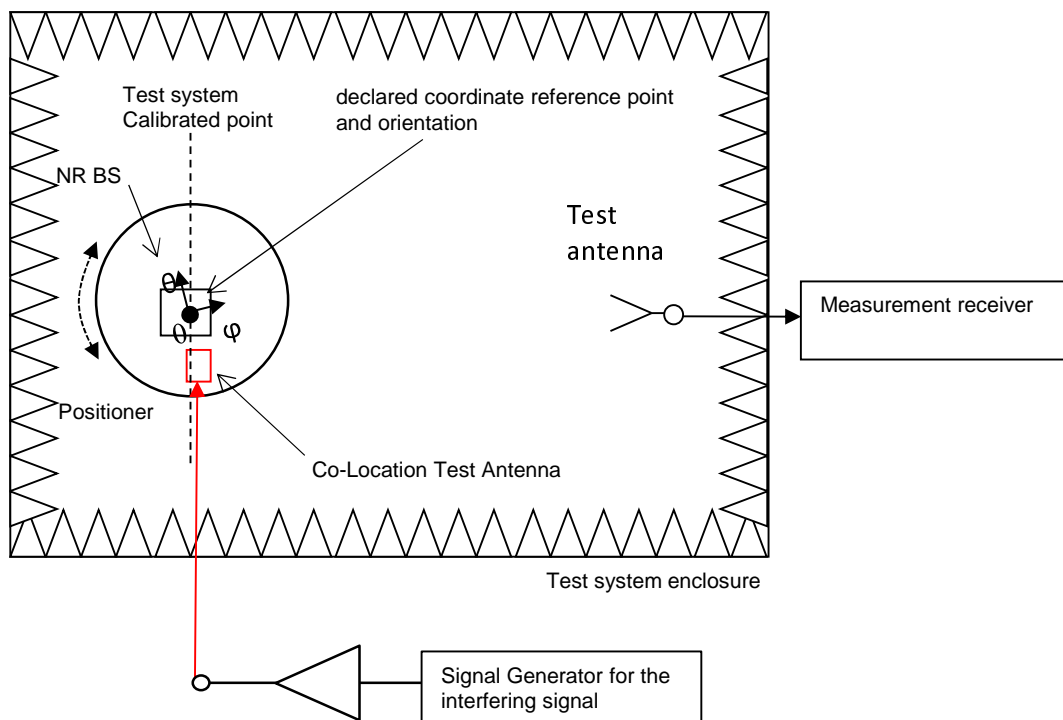 Test system
Calibrated point
declared coordinate reference point
and orientation
NR BS
Test
antenna
Measurement receiver
θ
θ
φ
Positioner
Co-Location Test Antenna
Test system enclosure
Signal Generator for the
interfering signal